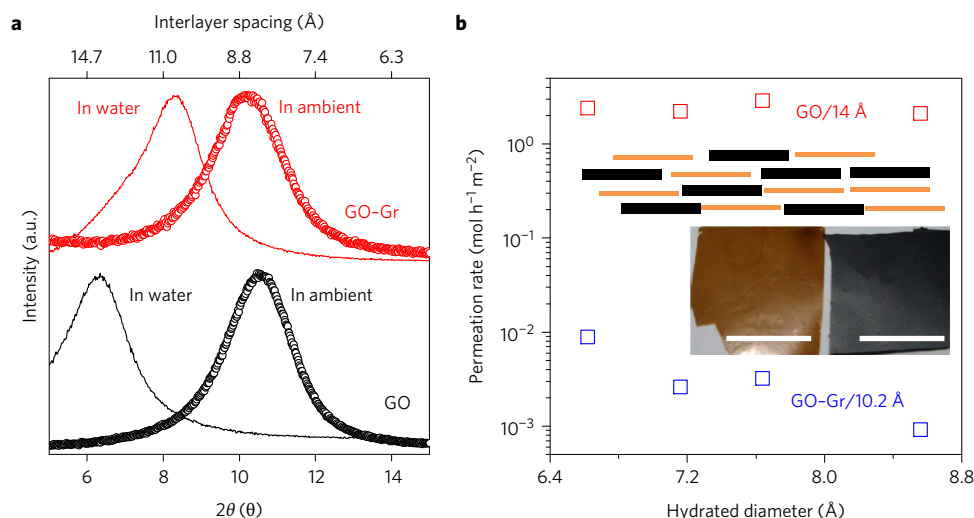 a
Interlayer spacing (Å)
14.7 11.0 8.8 7.4 6.3
In water
In ambient
GO–Gr
In water
In ambient
GO
Intensity (a.u.)
6 8 10 12 14
2θ (θ)
b
10⁰
10⁻¹
10⁻²
10⁻³
Permeation rate (mol h⁻¹ m⁻²)
GO/14 Å
GO–Gr/10.2 Å
6.4 7.2 8.0 8.8
Hydrated diameter (Å)